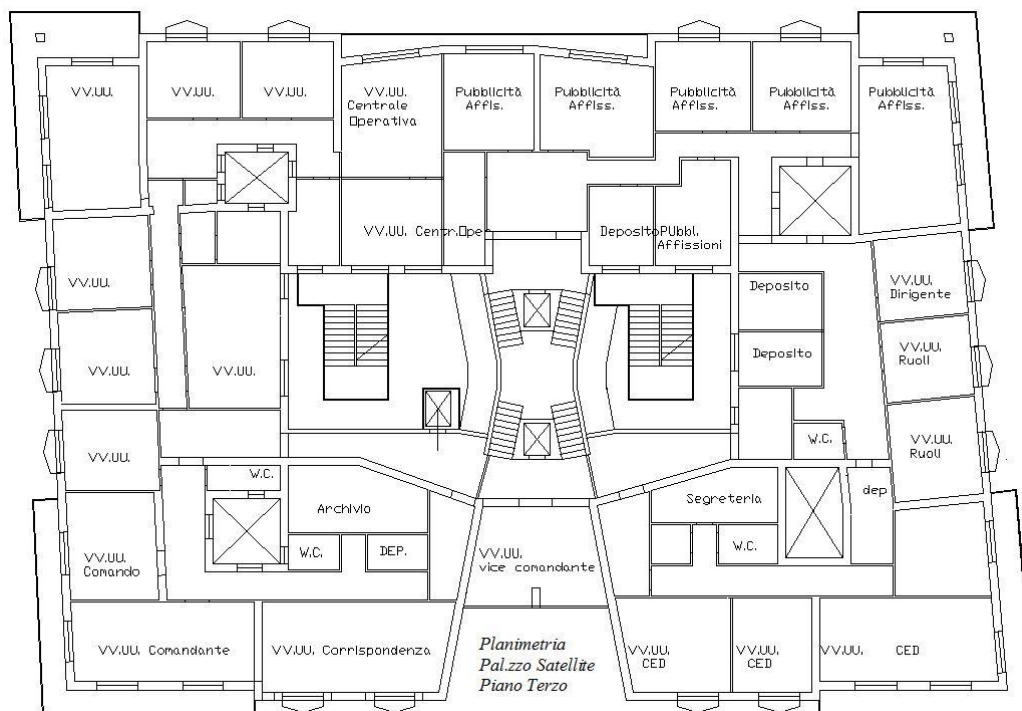 VV.UU.
VV.UU.
VV.UU.
VV.UU.
Centrale
Operativa
Pubblicità
Affis.
Pubblicità
Affiss.
Pubblicità
Affiss.
Pubblicità
Affiss.
Pubblicità
Affiss.
VV.UU. Centr.Oper
Deposito
PUbbl.
Affissioni
VV.UU.
Deposito
VV.UU.
Dirigente
VV.UU.
VV.UU.
Deposito
VV.UU.
Ruoli
VV.UU.
W.C.
VV.UU.
Ruoli
W.C.
Archivio
Segreteria
dep
VV.UU.
Comando
W.C.
DEP.
VV.UU.
vice comandante
W.C.
VV.UU. Comandante
VV.UU. Corrispondenza
VV.UU.
CED
VV.UU.
CED
VV.UU. CED
Planimetria
Pal.zzo Satellite
Piano Terzo